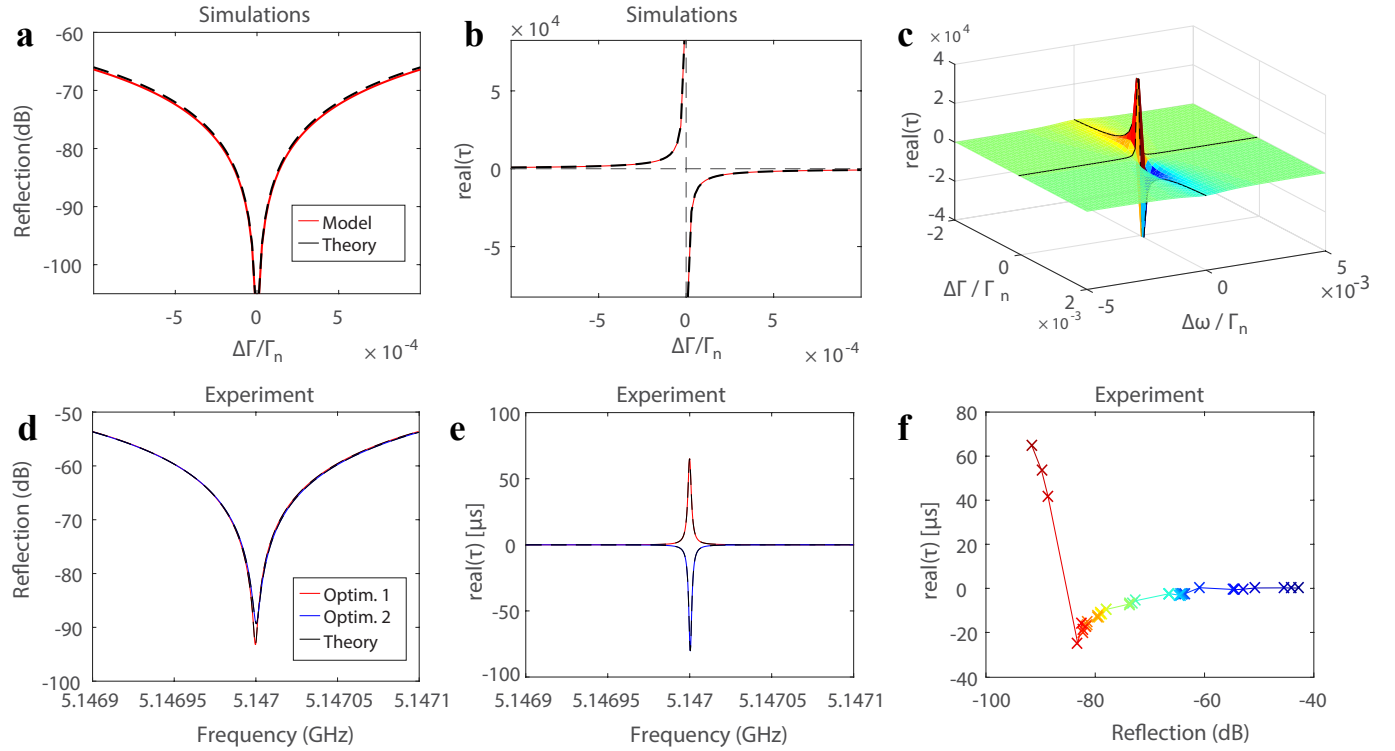 Simulations
a
-60
-70
-80
-90
-100
Reflection(dB)
Model
Theory
-5
0
5
ΔΓ/Γn
× 10-4
Simulations
b
× 104
5
0
-5
real(τ)
-5
0
5
ΔΓ/Γn
× 10-4
c
× 104
4
2
0
-2
-4
real(τ)
-2
0
2
× 10-3
ΔΓ / Γn
-5
0
5
×10-3
Δω / Γn
Experiment
d
-50
-60
-70
-80
-90
-100
Reflection (dB)
Optim. 1
Optim. 2
Theory
5.1469
5.14695
5.147
5.14705
5.1471
Frequency (GHz)
Experiment
e
100
50
0
-50
-100
real(τ) [μs]
5.1469
5.14695
5.147
5.14705
5.1471
Frequency (GHz)
Experiment
f
80
60
40
20
0
-20
-40
real(τ) [μs]
-100
-80
-60
-40
Reflection (dB)